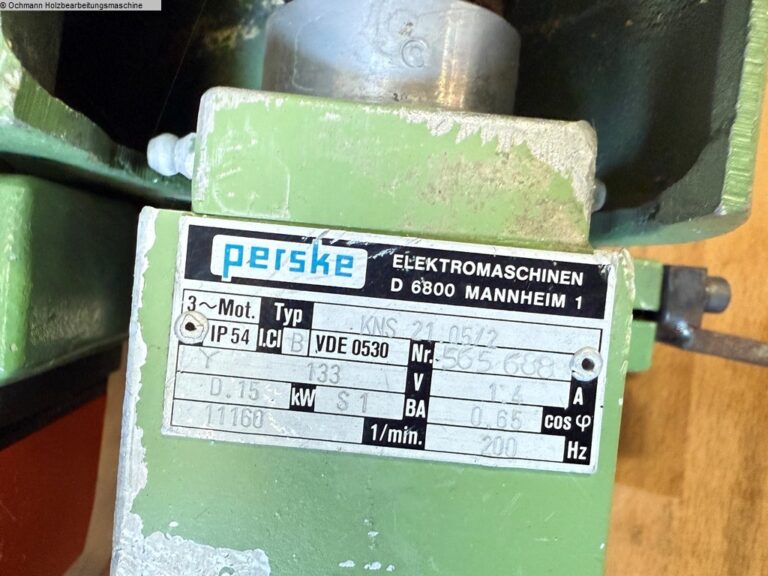 © Ochmann Holzbearbeitungsmaschine
perske ELEKTROMASCHINEN
D 6800 MANNHEIM 1
3~Mot. Typ KNS 21.05/2
IP 54 I.Cl B VDE 0530 Nr. 565 688
Y 133 V 1.4 A
0.15 kW S 1 BA 0.65 cos φ
11160 1/min. 200 Hz